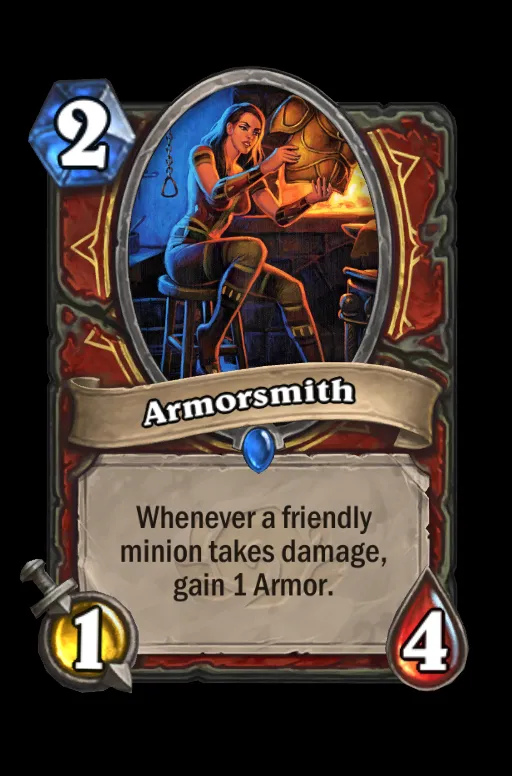 2
Armorsmith
Whenever a friendly
minion takes damage,
gain 1 Armor.
1
4